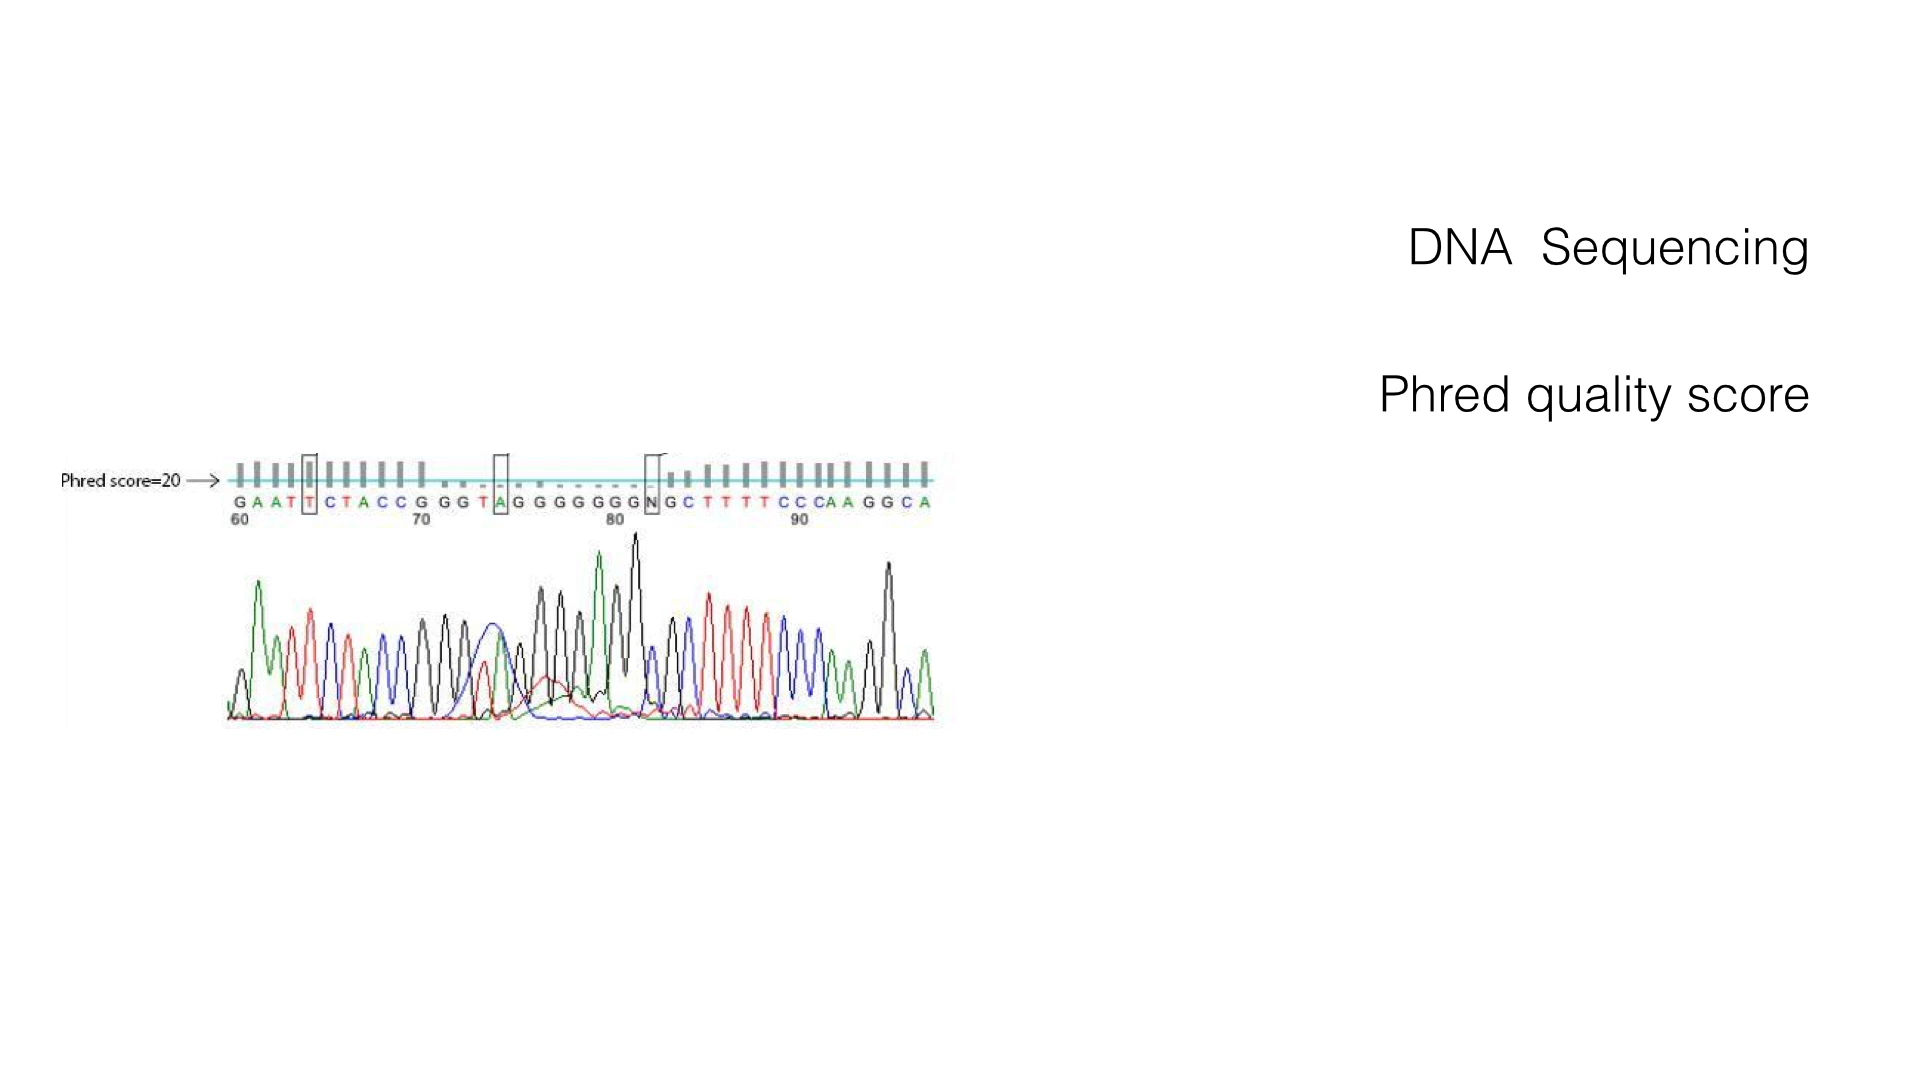 DNA  Sequencing
Phred quality score
Phred score=20
G A A T T C T A C C G G G T A G G G G G G G N G C T T T T C C C A A G G C A
60 70 80 90